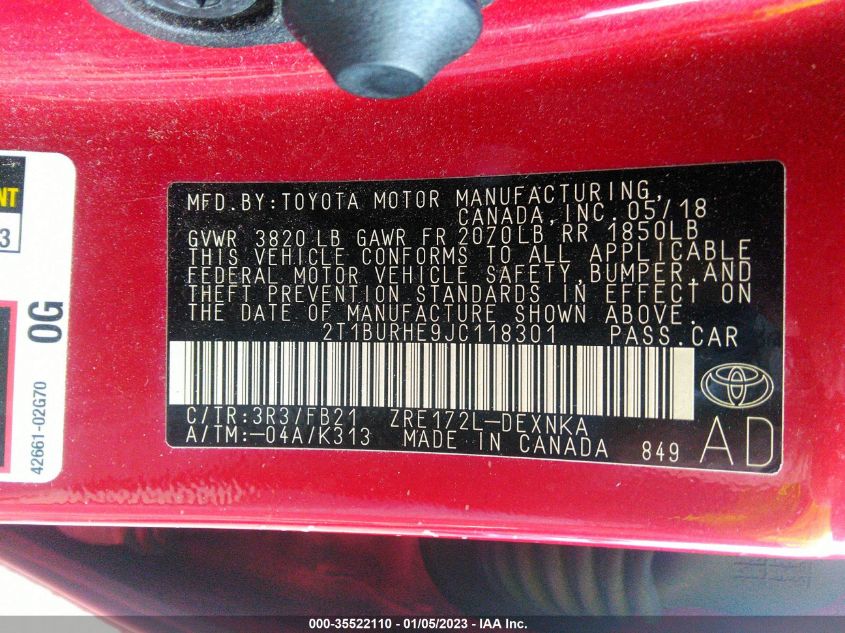 NT
3
0G
42661-02G70
MFD.BY:TOYOTA MOTOR MANUFACTURING,
CANADA,INC. 05/18
GVWR 3820 LB GAWR FR 2070LB RR 1850LB
THIS VEHICLE CONFORMS TO ALL APPLICABLE
FEDERAL MOTOR VEHICLE SAFETY,BUMPER,AND
THEFT PREVENTION STANDARDS IN EFFECT ON
THE DATE OF MANUFACTURE SHOWN ABOVE.
2T1BURHE9JC118301 PASS.CAR
C/TR:3R3/FB21 ZRE172L-DEXNKA
A/TM:-04A/K313 MADE IN CANADA 849
AD
000-35522110 - 01/05/2023 - IAA Inc.